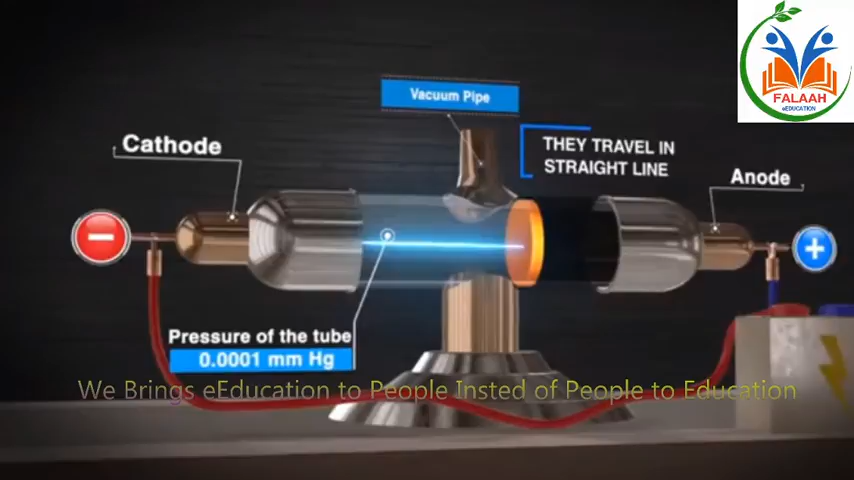 FALAAH
eEDUCATION
Vacuum Pipe
THEY TRAVEL IN
STRAIGHT LINE
Cathode
Anode
−
+
Pressure of the tube
0.0001 mm Hg
We Brings eEducation to People Insted of People to Education